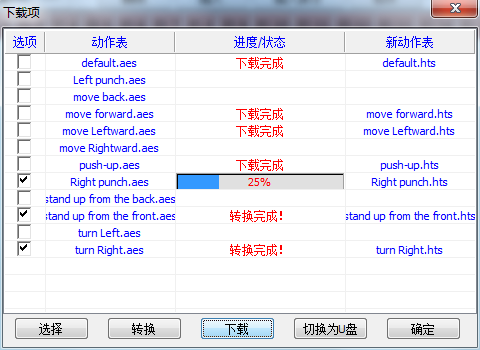 下载项
选项 动作表 进度/状态 新动作表
default.aes 下载完成 default.hts
Left punch.aes
move back.aes
move forward.aes 下载完成 move forward.hts
move Leftward.aes 下载完成 move Leftward.hts
move Rightward.aes
push-up.aes 下载完成 push-up.hts
Right punch.aes 25% Right punch.hts
stand up from the back.aes
stand up from the front.aes 转换完成! stand up from the front.hts
turn Left.aes
turn Right.aes 转换完成! turn Right.hts
选择 转换 下载 切换为U盘 确定